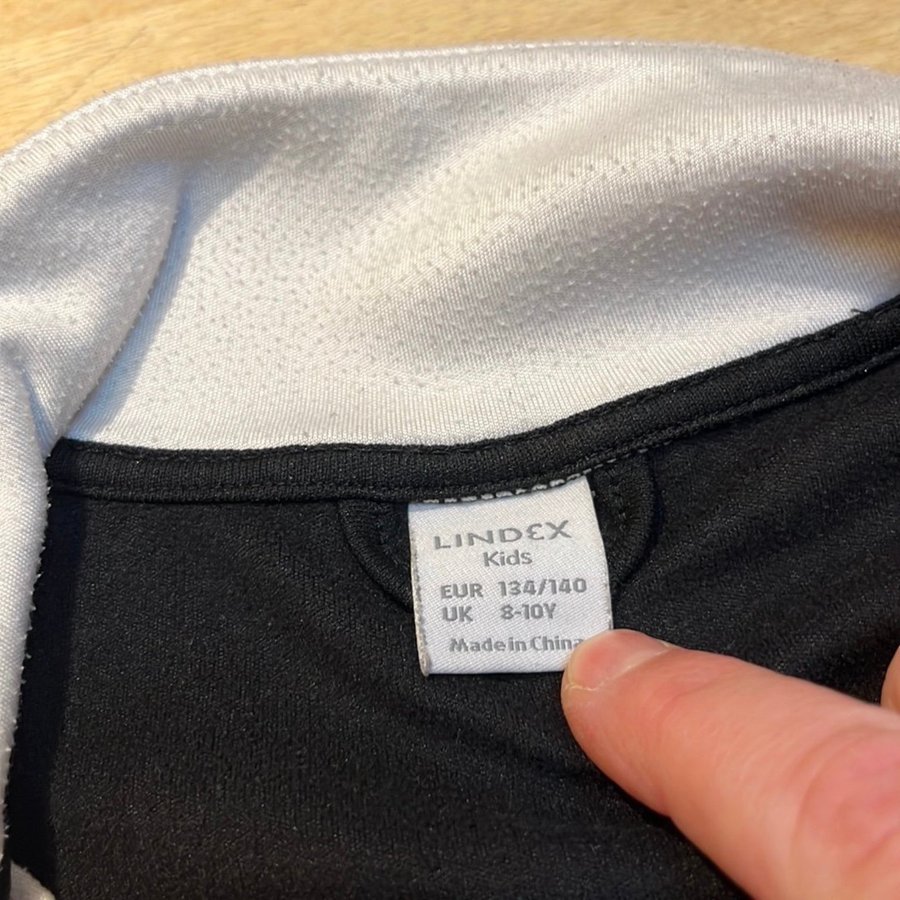 LINDEX
Kids
EUR 134/140
UK 8-10Y
Made in China